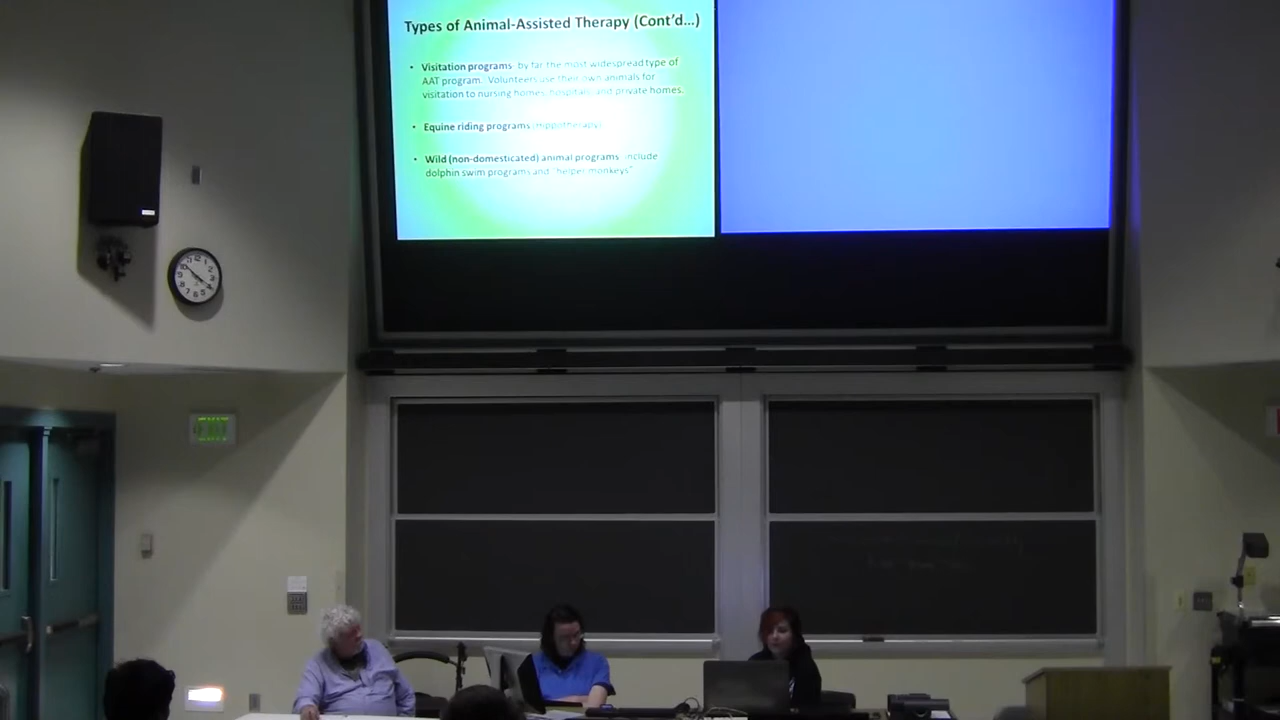 Types of Animal-Assisted Therapy (Cont'd...)
• Visitation programs- by far the most widespread type of
AAT program. Volunteers use their own animals for
visitation to nursing homes, hospitals, and private homes.
• Equine riding programs (Hippotherapy)
• Wild (non-domesticated) animal programs- include
dolphin swim programs and "helper monkeys"
EXIT